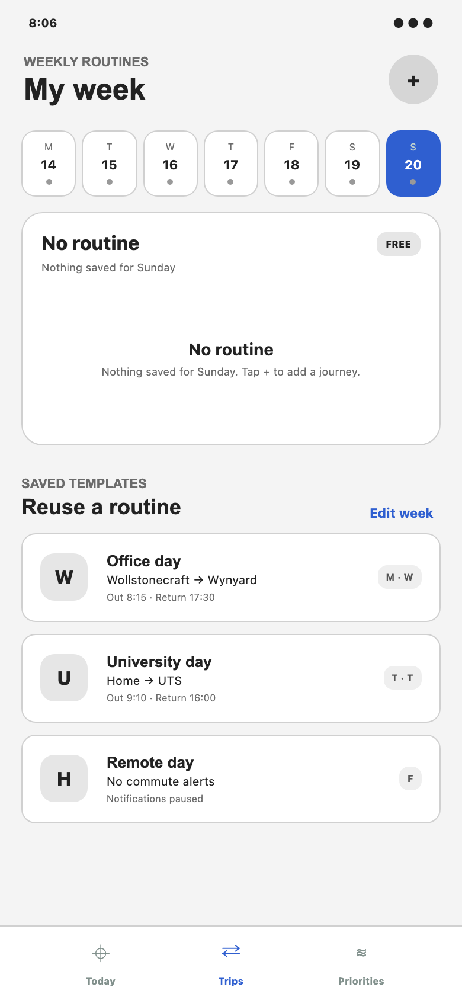 8:06
WEEKLY ROUTINES
My week
+
M T W T F S S
14 15 16 17 18 19 20
No routine
FREE
Nothing saved for Sunday
No routine
Nothing saved for Sunday. Tap + to add a journey.
SAVED TEMPLATES
Reuse a routine
Edit week
W
Office day
Wollstonecraft → Wynyard
Out 8:15 · Return 17:30
M · W
U
University day
Home → UTS
Out 9:10 · Return 16:00
T · T
H
Remote day
No commute alerts
Notifications paused
F
Today Trips Priorities